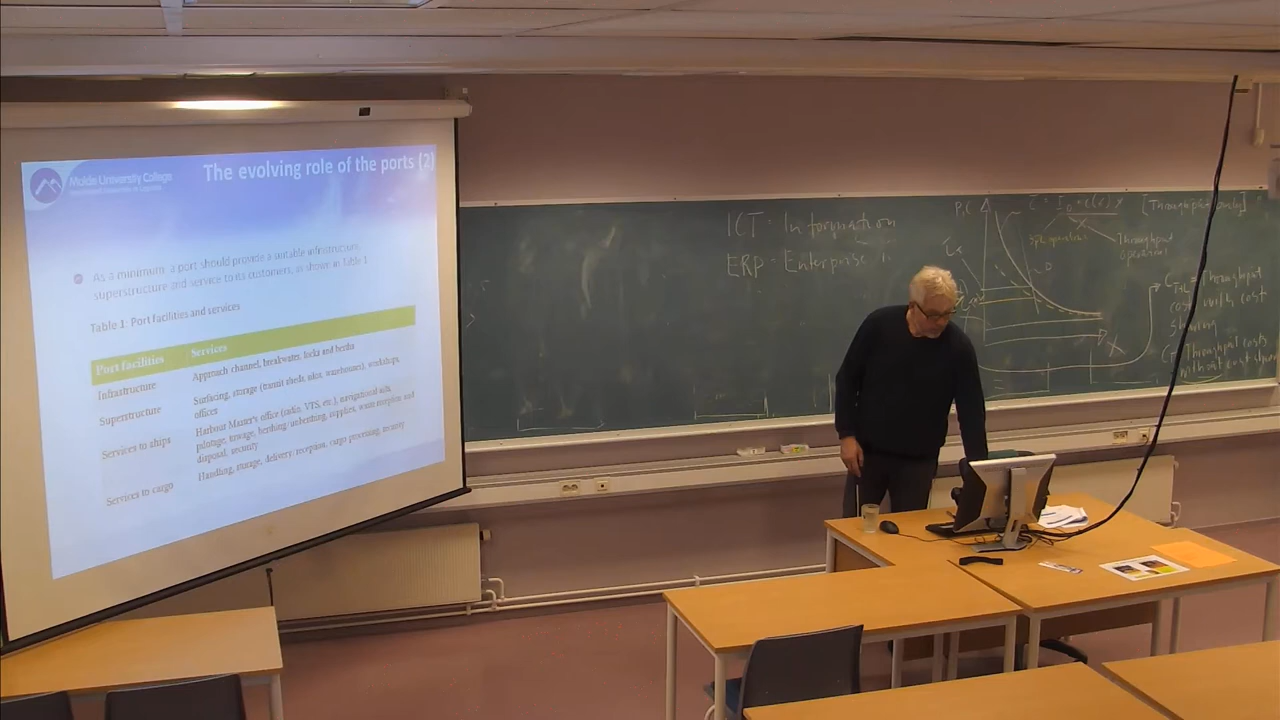 Molde University College
The evolving role of the ports (2)
As a minimum, a port should provide a suitable infrastructure,
superstructure and service to its customers, as shown in Table 1
Table 1: Port facilities and services
Port facilities Services
Infrastructure Approach channel, breakwater, locks and berths
Superstructure Surfacing, storage (transit sheds, silos, warehouses), workshops,
offices
Services to ships Harbour Master's office (radio, VTS, etc.), navigational aids,
pilotage, towage, berthing/unberthing, supplies, waste reception and
disposal, security
Services to cargo Handling, storage, delivery/reception, cargo processing, security
ICT: Information
ERP: Enterprise
P,C
[Throughput only]
Throughput
operations
D
X
Throughput
cost with cost
sharing
Throughput costs
without cost